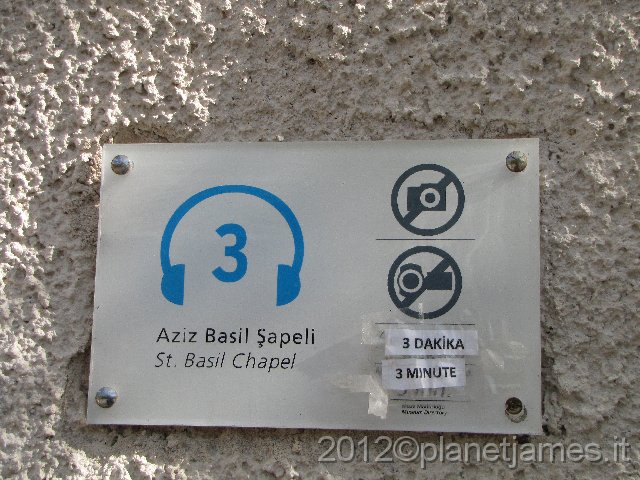 3
Aziz Basil Şapeli
St. Basil Chapel
3 DAKİKA
3 MINUTE
2012©planetjames.it